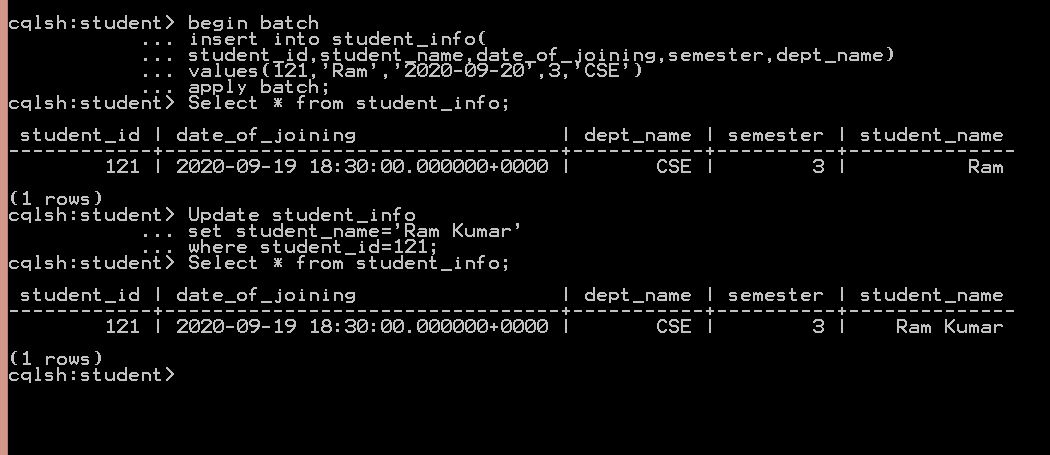 cqlsh:student> begin batch
           ... insert into student_info(
           ... student_id,student_name,date_of_joining,semester,dept_name)
           ... values(121,'Ram','2020-09-20',3,'CSE')
           ... apply batch;
cqlsh:student> Select * from student_info;
 student_id | date_of_joining                 | dept_name | semester | student_name
------------+---------------------------------+-----------+----------+--------------
        121 | 2020-09-19 18:30:00.000000+0000 |       CSE |        3 |          Ram
(1 rows)
cqlsh:student> Update student_info
           ... set student_name='Ram Kumar'
           ... where student_id=121;
cqlsh:student> Select * from student_info;
 student_id | date_of_joining                 | dept_name | semester | student_name
------------+---------------------------------+-----------+----------+--------------
        121 | 2020-09-19 18:30:00.000000+0000 |       CSE |        3 |    Ram Kumar
(1 rows)
cqlsh:student>